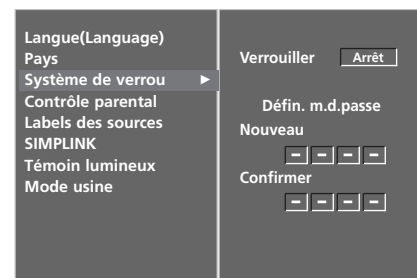 Langue(Language)
Pays
Système de verrou ►
Contrôle parental
Labels des sources
SIMPLINK
Témoin lumineux
Mode usine
Verrouiller Arrêt
Défin. m.d.passe
Nouveau
– – – –
Confirmer
– – – –